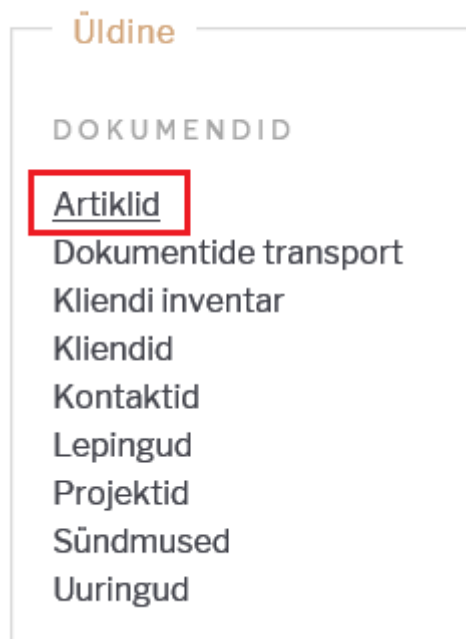 Üldine
DOKUMENDID
Artiklid
Dokumentide transport
Kliendi inventar
Kliendid
Kontaktid
Lepingud
Projektid
Sündmused
Uuringud